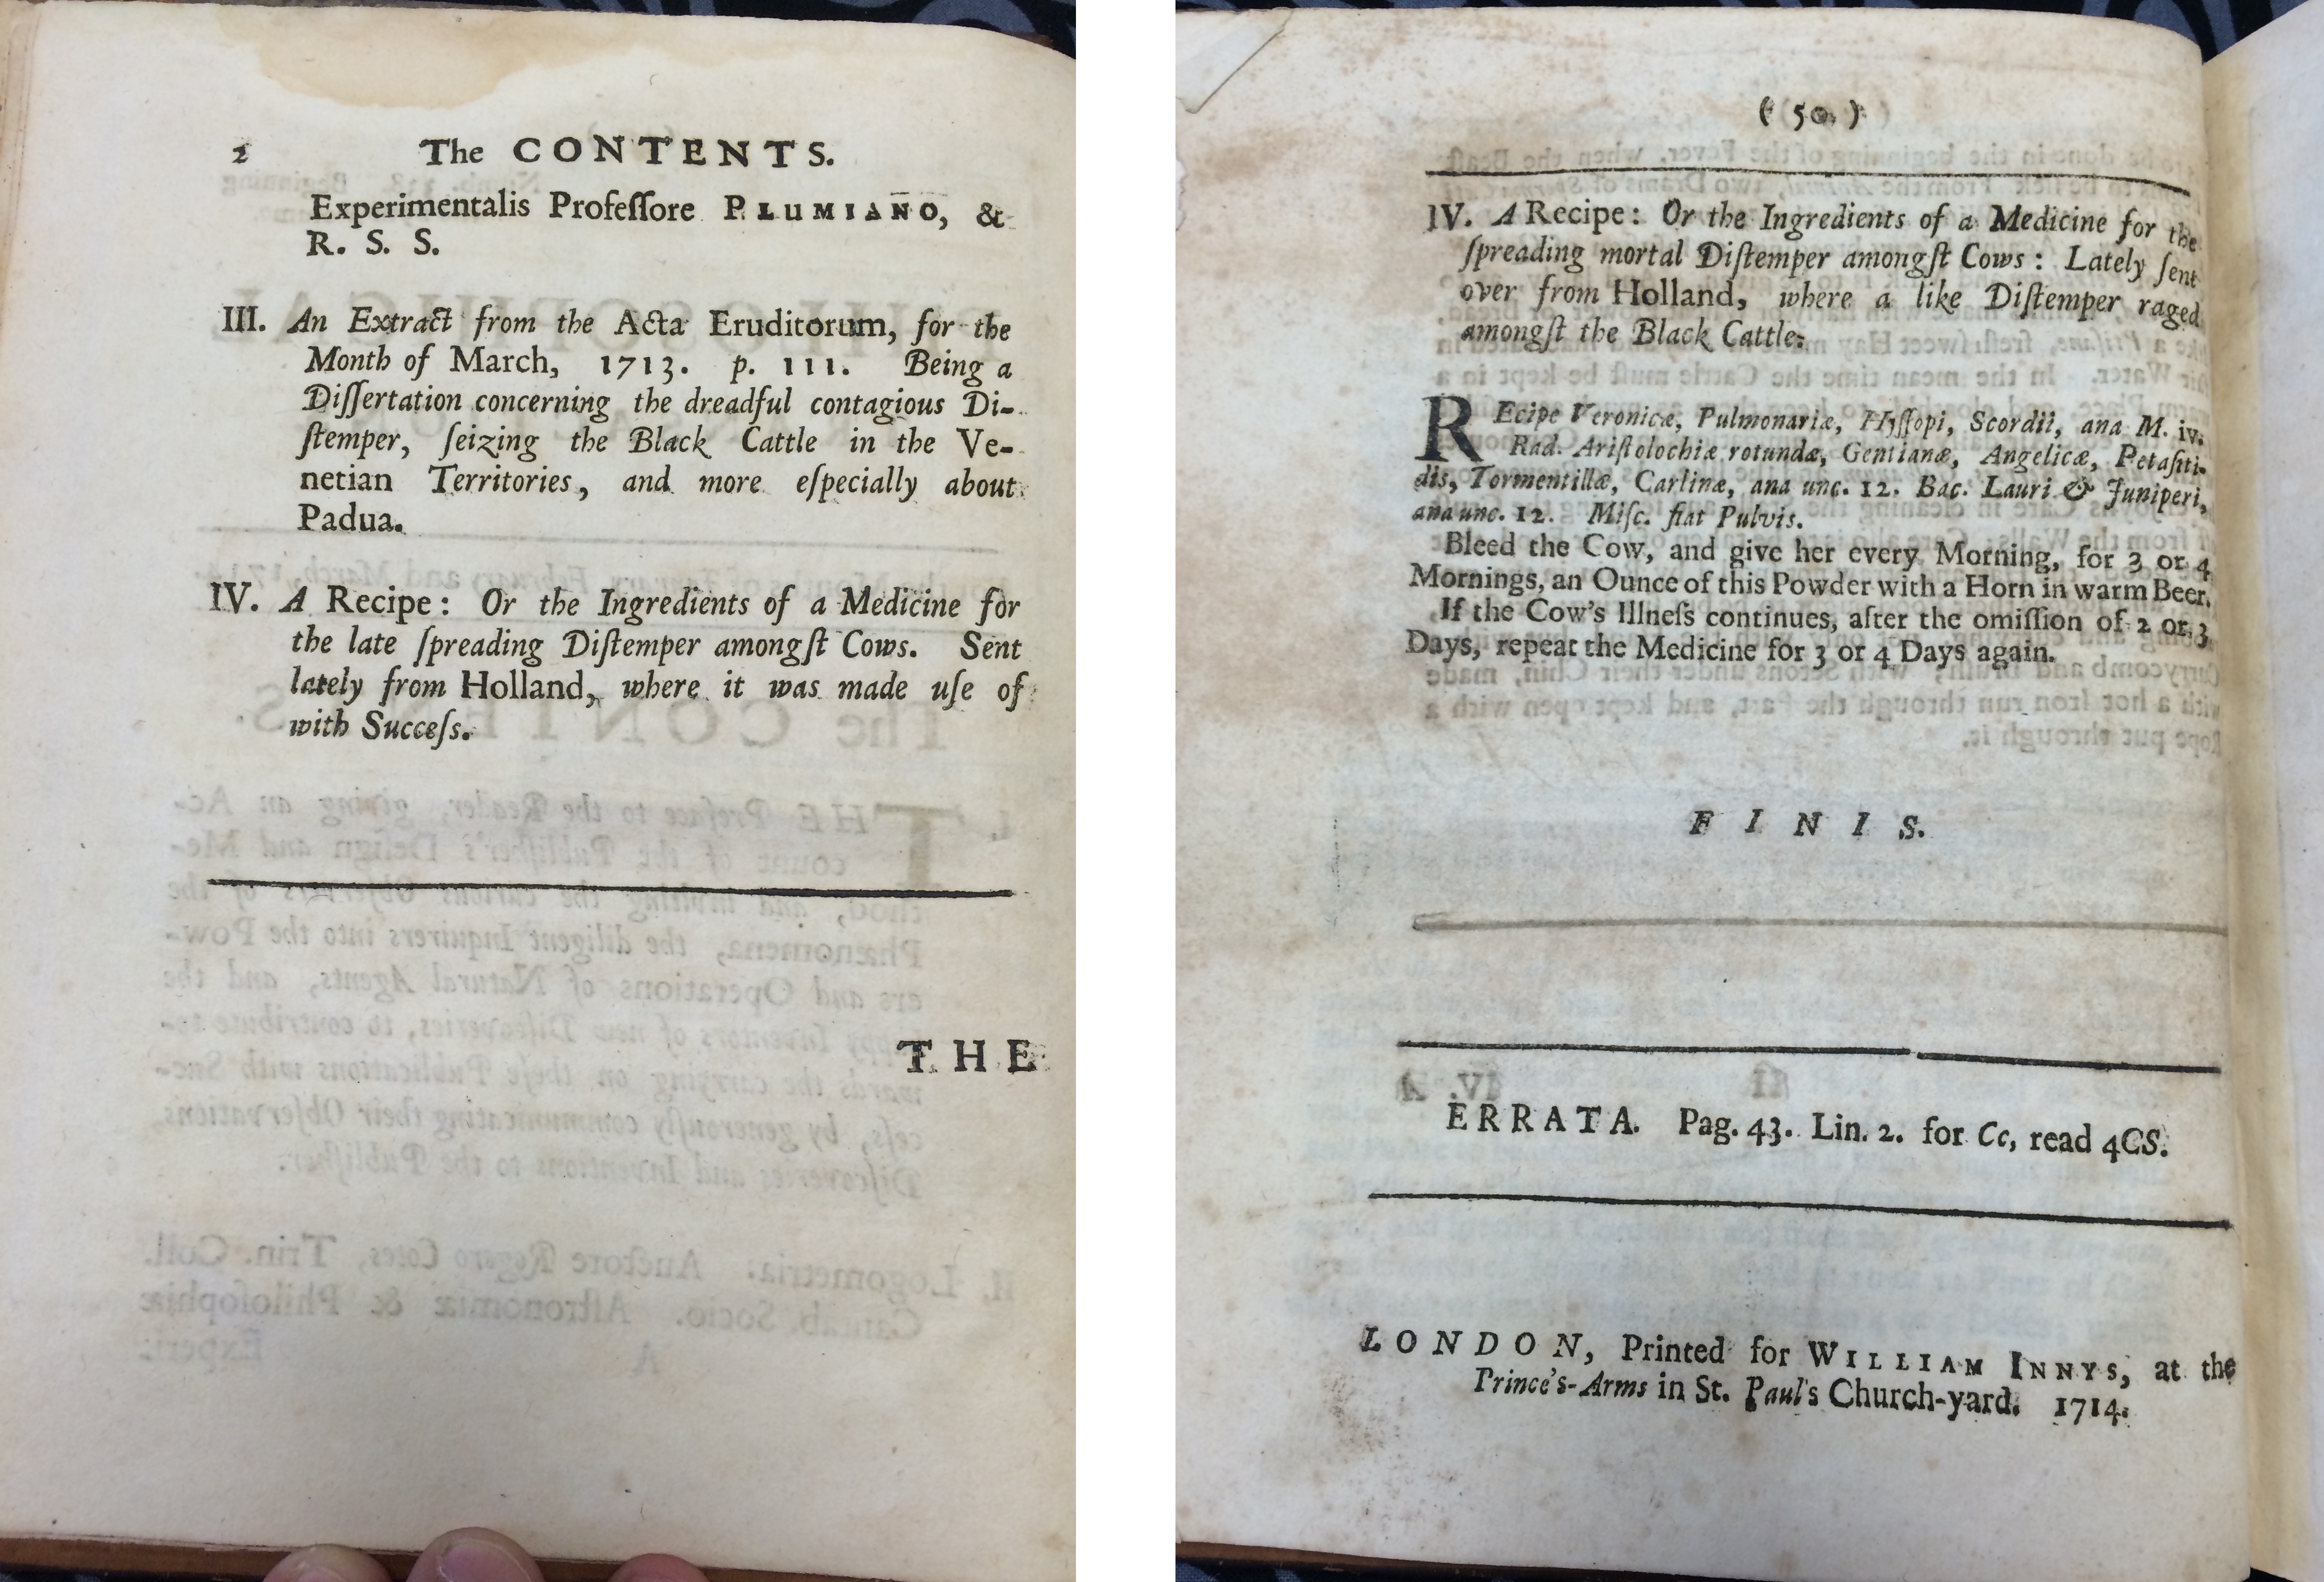 2 The CONTENTS.
Experimentalis Profeſſore PLUMIANO, &
R. S. S.
III. An Extract from the Acta Eruditorum, for the
Month of March, 1713. p. 111. Being a
Diſſertation concerning the dreadful contagious Di-
ſtemper, ſeizing the Black Cattle in the Ve-
netian Territories, and more eſpecially about
Padua.
IV. A Recipe: Or the Ingredients of a Medicine for
the late ſpreading Diſtemper amongſt Cows. Sent
lately from Holland, where it was made uſe of
with Succeſs.
THE
( 50 )
IV. A Recipe: Or the Ingredients of a Medicine for the
ſpreading mortal Diſtemper amongſt Cows: Lately ſent
over from Holland, where a like Diſtemper raged
amongſt the Black Cattle.
REcipe Veronicæ, Pulmonariæ, Hyſſopi, Scordii, ana M. iv.
Rad. Ariſtolochiæ rotundæ, Gentianæ, Angelicæ, Petaſiti-
dis, Tormentillæ, Carlinæ, ana unc. 12. Bac. Lauri & Juniperi,
ana unc. 12. Miſc. fiat Pulvis.
Bleed the Cow, and give her every Morning, for 3 or 4
Mornings, an Ounce of this Powder with a Horn in warm Beer.
If the Cow's Illneſs continues, after the omiſſion of 2 or 3
Days, repeat the Medicine for 3 or 4 Days again.
FINIS.
ERRATA. Pag. 43. Lin. 2. for Cc, read 4CS.
LONDON, Printed for WILLIAM INNYS, at the
Prince's-Arms in St. Paul's Church-yard. 1714.